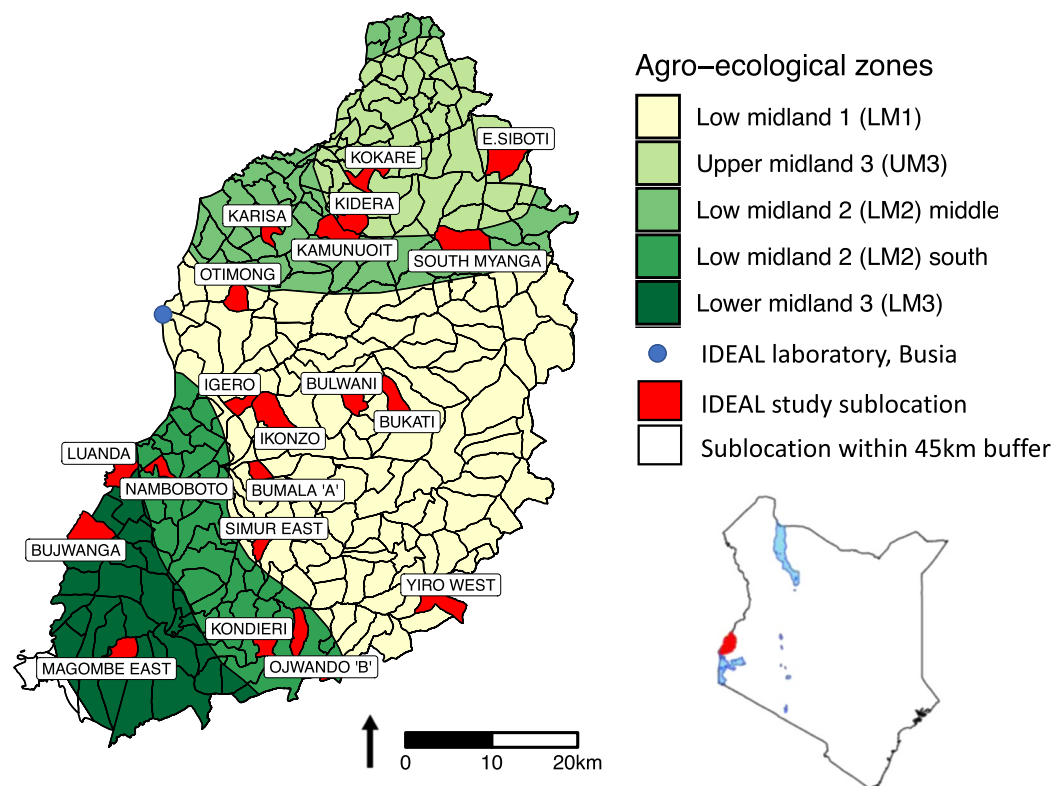 Agro-ecological zones
Low midland 1 (LM1)
Upper midland 3 (UM3)
Low midland 2 (LM2) middle
Low midland 2 (LM2) south
Lower midland 3 (LM3)
IDEAL laboratory, Busia
IDEAL study sublocation
Sublocation within 45km buffer
E.SIBOTI
KOKARE
KIDERA
KARISA
KAMUNUOIT
SOUTH MYANGA
OTIMONG
IGERO
BULWANI
BUKATI
IKONZO
LUANDA
NAMBOBOTO
BUMALA 'A'
SIMUR EAST
BUJWANGA
YIRO WEST
KONDIERI
OJWANDO 'B'
MAGOMBE EAST
0 10 20km